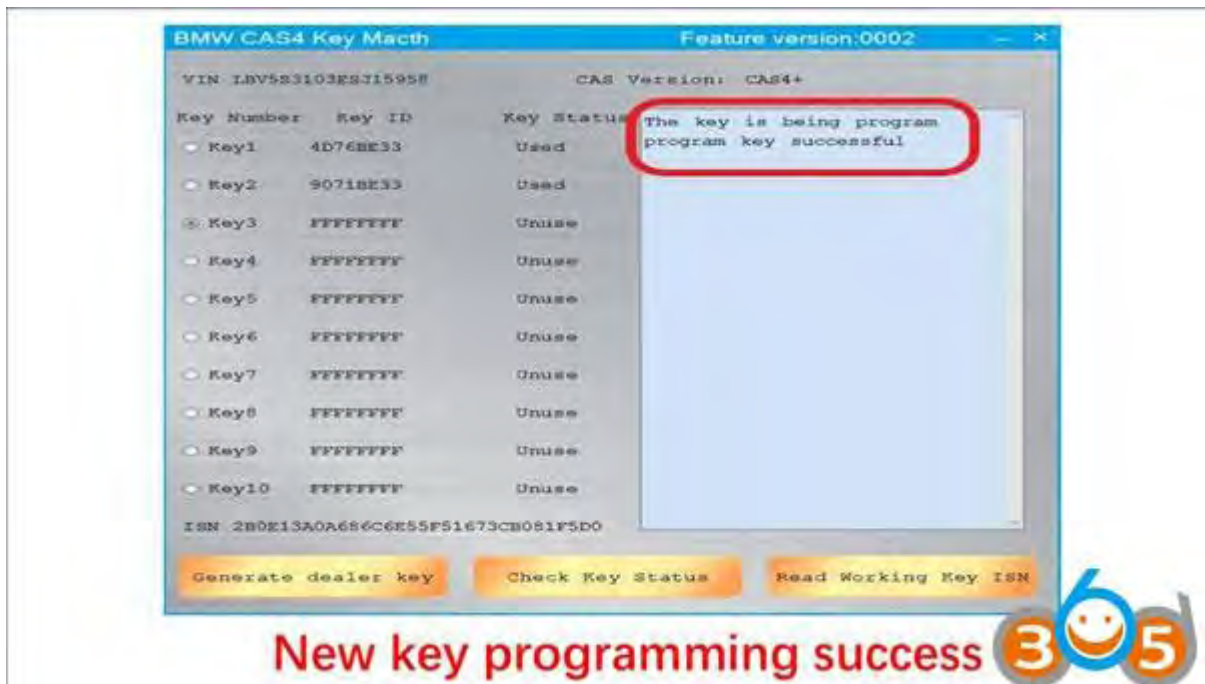 BMW CAS4 Key Macth Feature version:0002
VIN LBV5S3103ESJ15958 CAS Version: CAS4+
Key Number Key ID Key Status
Key1 4D76BE33 Used
Key2 9071BE33 Used
Key3 FFFFFFFF Unuse
Key4 FFFFFFFF Unuse
Key5 FFFFFFFF Unuse
Key6 FFFFFFFF Unuse
Key7 FFFFFFFF Unuse
Key8 FFFFFFFF Unuse
Key9 FFFFFFFF Unuse
Key10 FFFFFFFF Unuse
The key is being program
program key successful
ISN 2B0E13A0A686C6E55F51673CB081F5D0
Generate dealer key Check Key Status Read Working Key ISN
New key programming success
365